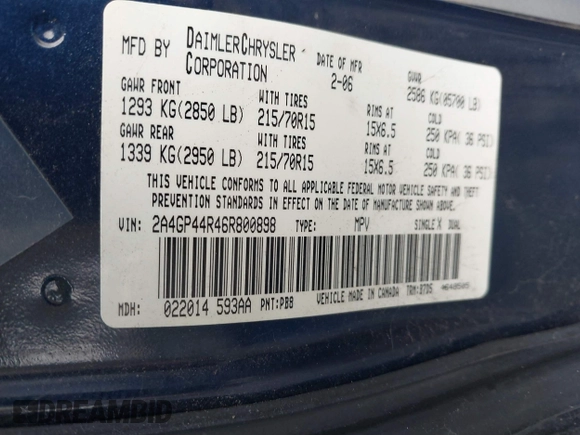 MFD BY DAIMLERCHRYSLER CORPORATION DATE OF MFR 2-06 GVWR 2586 KG(05700 LB)
GAWR FRONT WITH TIRES RIMS AT COLD
1293 KG(2850 LB) 215/70R15 15X6.5 250 KPA( 36 PSI)
GAWR REAR WITH TIRES RIMS AT COLD
1339 KG(2950 LB) 215/70R15 15X6.5 250 KPA( 36 PSI)
THIS VEHICLE CONFORMS TO ALL APPLICABLE FEDERAL MOTOR VEHICLE SAFETY AND THEFT
PREVENTION STANDARDS IN EFFECT ON THE DATE OF MANUFACTURE SHOWN ABOVE.
VIN: 2A4GP44R46R800898 TYPE: MPV SINGLE X DUAL
MDH: 022014 593AA PNT:PB8 VEHICLE MADE IN CANADA
DREAMBID